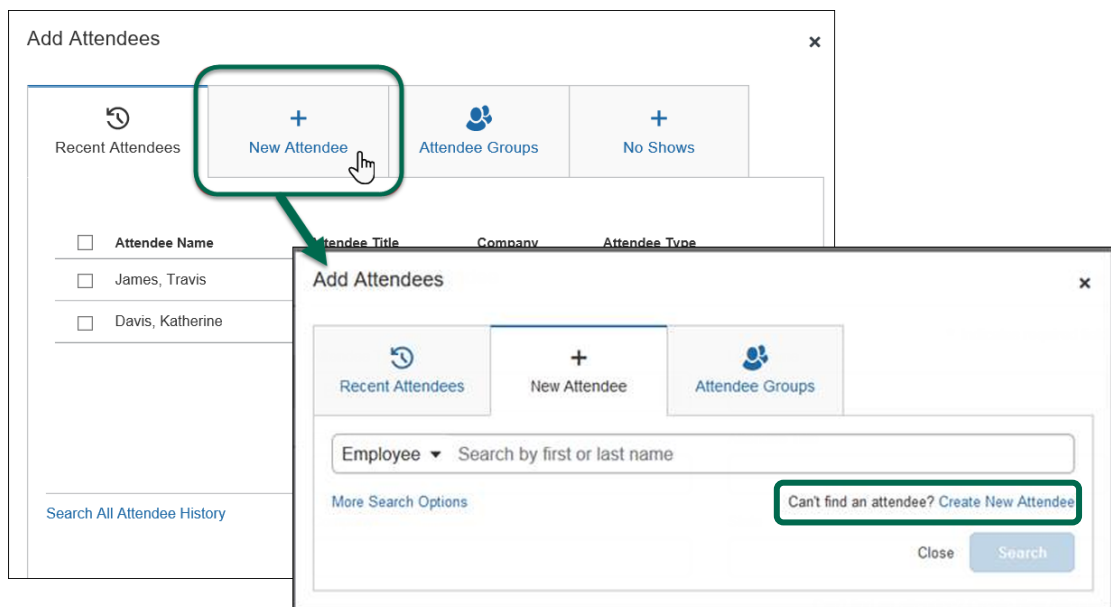 Add Attendees
×
Recent Attendees
New Attendee
Attendee Groups
No Shows
Attendee Name Attendee Title Company Attendee Type
James, Travis
Davis, Katherine
Search All Attendee History
Add Attendees
×
Recent Attendees
New Attendee
Attendee Groups
Employee Search by first or last name
More Search Options
Can't find an attendee? Create New Attendee
Close
Search